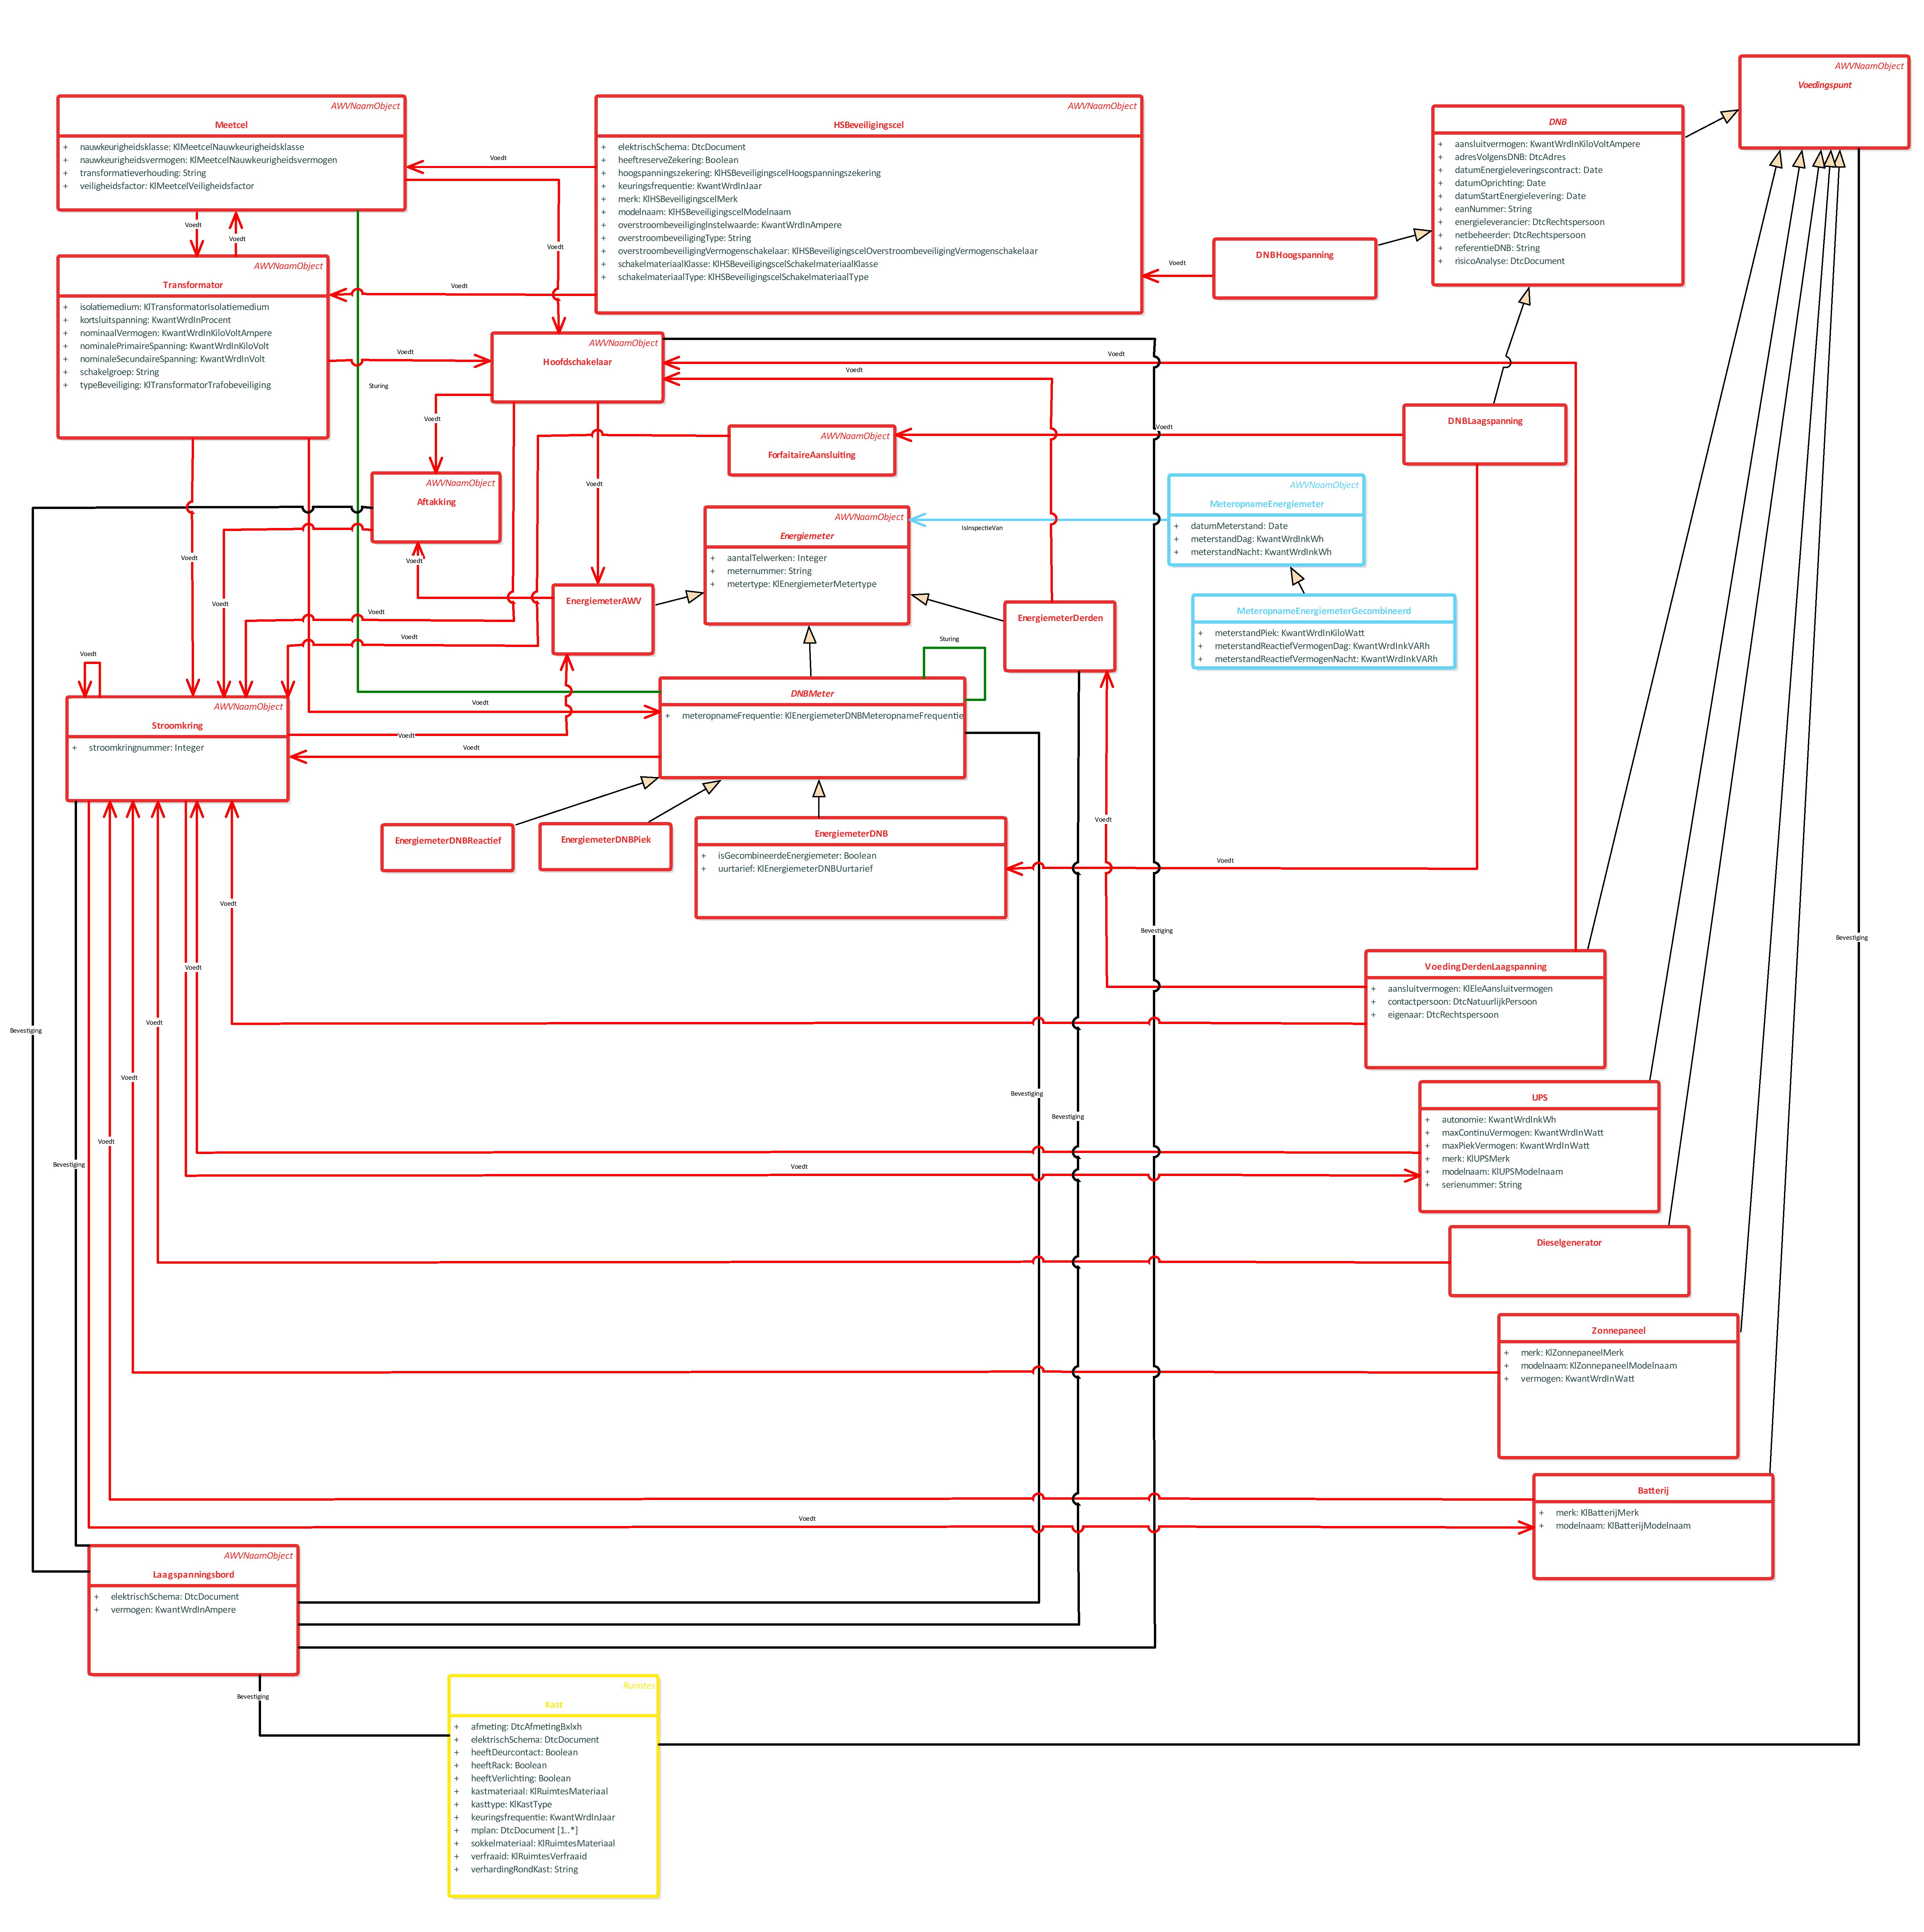 AWVNaamObject
Voedingspunt
AWVNaamObject
Meetcel
+ nauwkeurigheidsklasse: KlMeetcelNauwkeurigheidsklasse
+ nauwkeurigheidsvermogen: KlMeetcelNauwkeurigheidsvermogen
+ transformatieverhouding: String
+ veiligheidsfactor: KlMeetcelVeiligheidsfactor
AWVNaamObject
HSBeveiligingscel
+ elektrischSchema: DtcDocument
+ heeftreserveZekering: Boolean
+ hoogspanningszekering: KlHSBeveiligingscelHoogspanningszekering
+ keuringsfrequentie: KwantWrdInJaar
+ merk: KlHSBeveiligingscelMerk
+ modelnaam: KlHSBeveiligingscelModelnaam
+ overstroombeveiligingInstelwaarde: KwantWrdInAmpere
+ overstroombeveiligingType: String
+ overstroombeveiligingVermogenschakelaar: KlHSBeveiligingscelOverstroombeveiligingVermogenschakelaar
+ schakelmateriaalKlasse: KlHSBeveiligingscelSchakelmateriaalKlasse
+ schakelmateriaalType: KlHSBeveiligingscelSchakelmateriaalType
DNB
+ aansluitvermogen: KwantWrdInKiloVoltAmpere
+ adresVolgensDNB: DtcAdres
+ datumEnergieleveringscontract: Date
+ datumOprichting: Date
+ datumStartEnergielevering: Date
+ eanNummer: String
+ energieleverancier: DtcRechtspersoon
+ netbeheerder: DtcRechtspersoon
+ referentieDNB: String
+ risicoAnalyse: DtcDocument
Voedt
Voedt
Voedt
Voedt
DNBHoogspanning
Voedt
AWVNaamObject
Transformator
+ isolatiemedium: KlTransformatorIsolatiemedium
+ kortsluitspanning: KwantWrdInProcent
+ nominaalVermogen: KwantWrdInKiloVoltAmpere
+ nominalePrimaireSpanning: KwantWrdInKiloVolt
+ nominaleSecundaireSpanning: KwantWrdInVolt
+ schakelgroep: String
+ typeBeveiliging: KlTransformatorTrafobeveiliging
Voedt
Voedt
Sturing
AWVNaamObject
Hoofdschakelaar
Voedt
Voedt
Voedt
DNBLaagspanning
Voedt
AWVNaamObject
ForfaitaireAansluiting
AWVNaamObject
Aftakking
Voedt
AWVNaamObject
MeteropnameEnergiemeter
+ datumMeterstand: Date
+ meterstandDag: KwantWrdInkWh
+ meterstandNacht: KwantWrdInkWh
AWVNaamObject
Energiemeter
+ aantalTelwerken: Integer
+ meternummer: String
+ metertype: KlEnergiemeterMetertype
IsInspectieVan
Voedt
Voedt
Voedt
EnergiemeterAWV
Voedt
Voedt
EnergiemeterDerden
MeteropnameEnergiemeterGecombineerd
+ meterstandPiek: KwantWrdInKiloWatt
+ meterstandReactiefVermogenDag: KwantWrdInkVARh
+ meterstandReactiefVermogenNacht: KwantWrdInkVARh
Sturing
Voedt
DNBMeter
+ meteropnameFrequentie: KlEnergiemeterDNBMeteropnameFrequentie
AWVNaamObject
Stroomkring
+ stroomkringnummer: Integer
Voedt
Voedt
Voedt
EnergiemeterDNBReactief
EnergiemeterDNBPiek
EnergiemeterDNB
+ isGecombineerdeEnergiemeter: Boolean
+ uurtarief: KlEnergiemeterDNBUurtarief
Voedt
Voedt
Voedt
Bevestiging
Bevestiging
VoedingDerdenLaagspanning
+ aansluitvermogen: KlEleAansluitvermogen
+ contactpersoon: DtcNatuurlijkPersoon
+ eigenaar: DtcRechtspersoon
Voedt
Voedt
Bevestiging
Voedt
Bevestiging
Bevestiging
Voedt
Bevestiging
Voedt
UPS
+ autonomie: KwantWrdInkWh
+ maxContinuVermogen: KwantWrdInWatt
+ maxPiekVermogen: KwantWrdInWatt
+ merk: KlUPSMerk
+ modelnaam: KlUPSModelnaam
+ serienummer: String
Dieselgenerator
Zonnepaneel
+ merk: KlZonnepaneelMerk
+ modelnaam: KlZonnepaneelModelnaam
+ vermogen: KwantWrdInWatt
Voedt
Batterij
+ merk: KlBatterijMerk
+ modelnaam: KlBatterijModelnaam
AWVNaamObject
Laagspanningsbord
+ elektrischSchema: DtcDocument
+ vermogen: KwantWrdInAmpere
Bevestiging
Ruimtes
Kast
+ afmeting: DtcAfmetingBxlxh
+ elektrischSchema: DtcDocument
+ heeftDeurcontact: Boolean
+ heeftRack: Boolean
+ heeftVerlichting: Boolean
+ kastmateriaal: KlRuimtesMateriaal
+ kasttype: KlKastType
+ keuringsfrequentie: KwantWrdInJaar
+ mplan: DtcDocument [1..*]
+ sokkelmateriaal: KlRuimtesMateriaal
+ verfraaid: KlRuimtesVerfraaid
+ verhardingRondKast: String